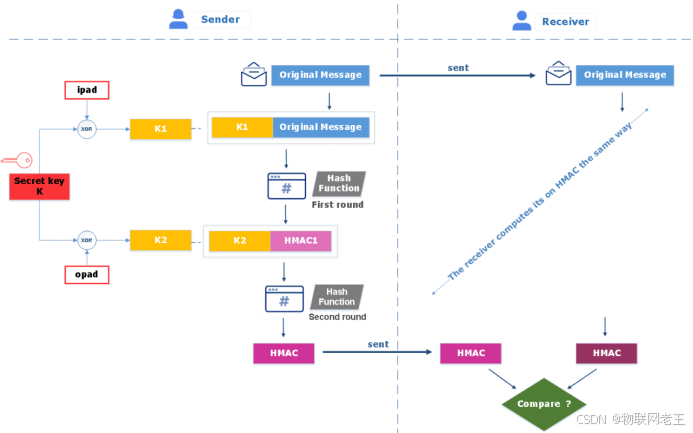 Sender
Receiver
Original Message
sent
Original Message
ipad
XOR
K1
K1
Original Message
Secret key
K
#
Hash
Function
First round
The receiver computes its on HMAC the same way
XOR
K2
K2
HMAC1
opad
#
Hash
Function
Second round
HMAC
sent
HMAC
HMAC
Compare ?
CSDN @物联网老王